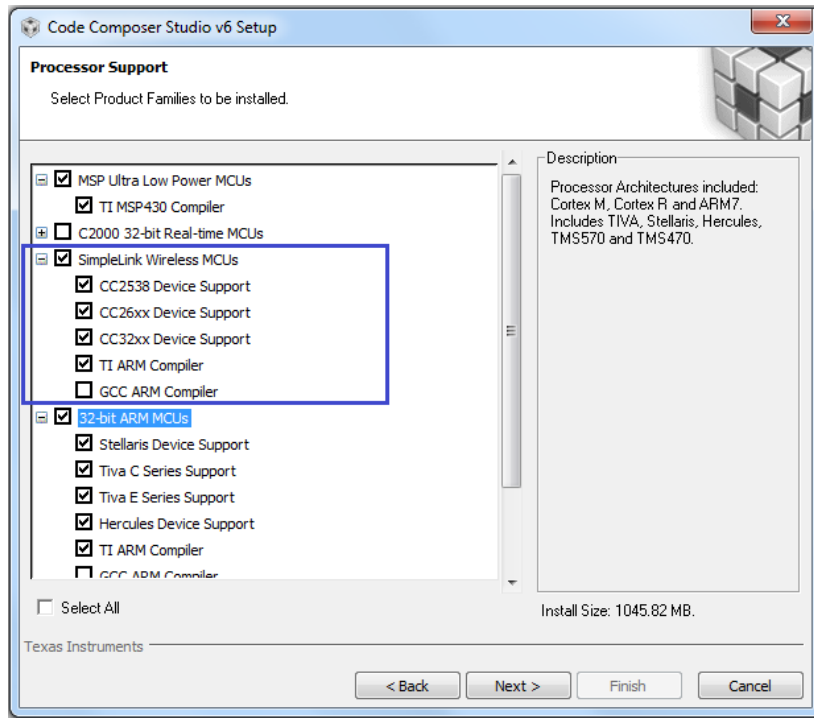 Code Composer Studio v6 Setup
Processor Support
Select Product Families to be installed.
MSP Ultra Low Power MCUs
TI MSP430 Compiler
C2000 32-bit Real-time MCUs
SimpleLink Wireless MCUs
CC2538 Device Support
CC26xx Device Support
CC32xx Device Support
TI ARM Compiler
GCC ARM Compiler
32-bit ARM MCUs
Stellaris Device Support
Tiva C Series Support
Tiva E Series Support
Hercules Device Support
TI ARM Compiler
GCC ARM Compiler
Select All
Description
Processor Architectures included:
Cortex M, Cortex R and ARM7.
Includes TIVA, Stellaris, Hercules,
TMS570 and TMS470.
Install Size: 1045.82 MB.
Texas Instruments
< Back
Next >
Finish
Cancel